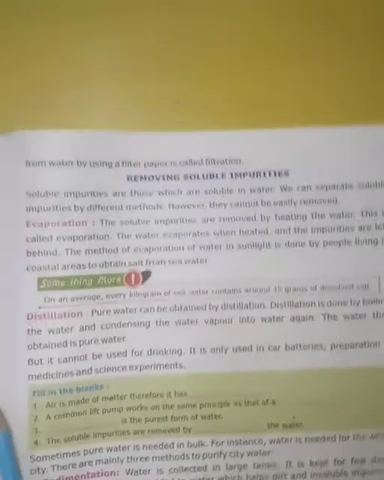 from water by using a filter paper is called filtration.
REMOVING SOLUBLE IMPURITIES
Soluble impurities are those which are soluble in water. We can separate soluble
impurities by different methods. However, they cannot be easily removed.
Evaporation : The soluble impurities are removed by heating the water. This i
called evaporation. The water evaporates when heated, and the impurities are lef
behind. The method of evaporation of water in sunlight is done by people living
coastal areas to obtain salt from sea water.
Some thing More !
On an average, every kilogram of sea water contains around 35 grams of dissolved salt.
Distillation : Pure water can be obtained by distillation. Distillation is done by boilin
the water and condensing the water vapour into water again. The water th
obtained is pure water.
But it cannot be used for drinking. It is only used in car batteries, preparation
medicines and science experiments.
Fill in the blanks :
1. Air is made of matter therefore it has
2. A common lift pump works on the same principle as that of a
3. is the purest form of water.
4. The soluble impurities are removed by the water.
Sometimes pure water is needed in bulk. For instance, water is needed for the
city. There are mainly three methods to purify city water.
dimentation: Water is collected in large tanks. It is kept for few
water which helps and insoluble